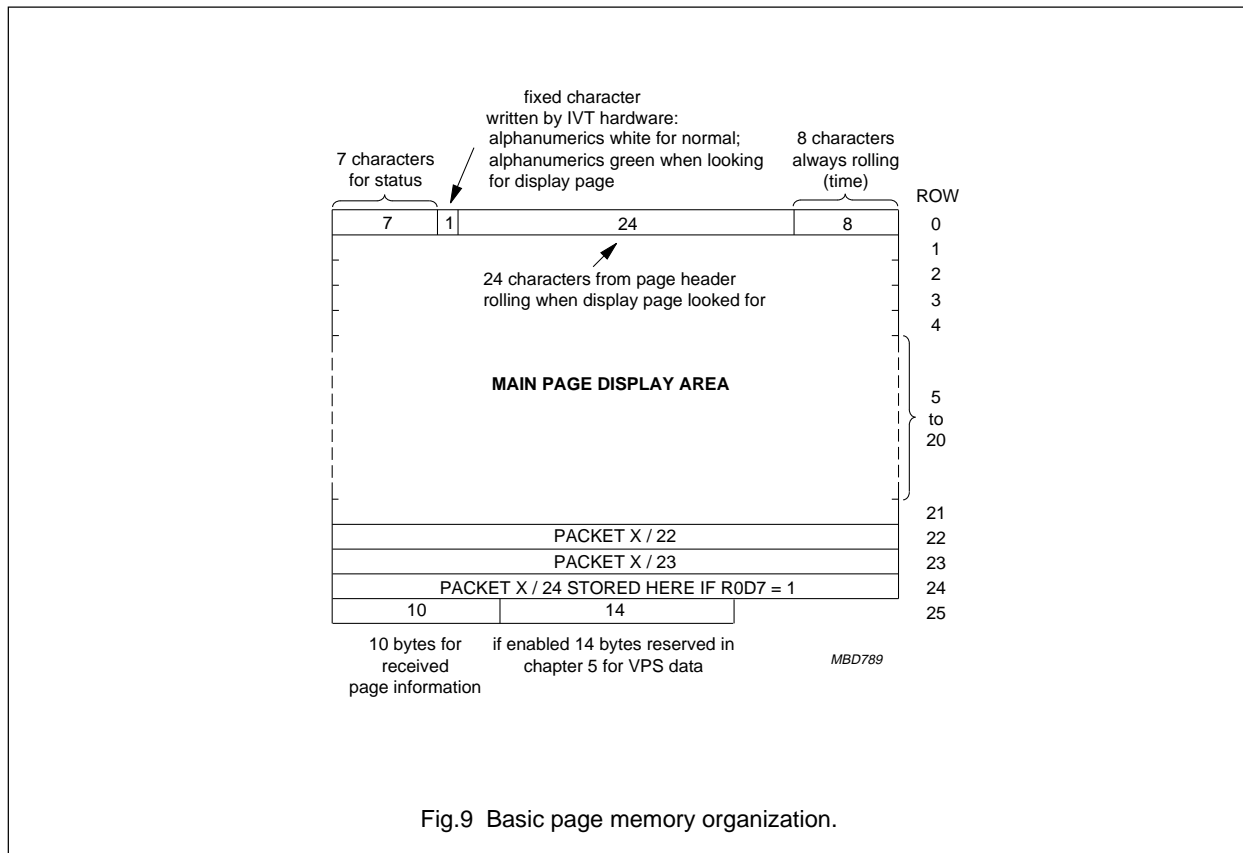 fixed character
written by IVT hardware:
alphanumerics white for normal;
alphanumerics green when looking
for display page
7 characters
for status
8 characters
always rolling
(time)
ROW
7 1 24 8 0
1
24 characters from page header
rolling when display page looked for
2
3
4
MAIN PAGE DISPLAY AREA
5
to
20
21
PACKET X / 22 22
PACKET X / 23 23
PACKET X / 24 STORED HERE IF R0D7 = 1 24
10 14 25
10 bytes for
received
page information
if enabled 14 bytes reserved in
chapter 5 for VPS data
MBD789
Fig.9 Basic page memory organization.